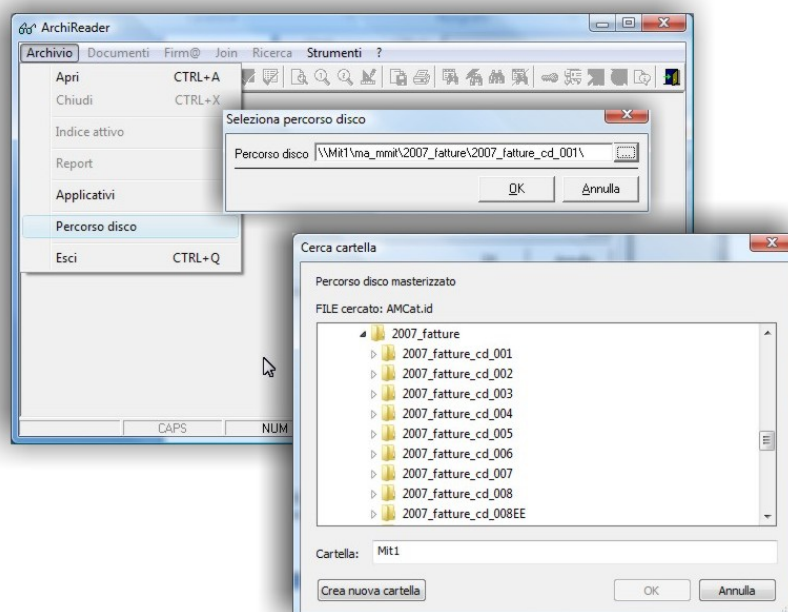 ArchiReader
Archivio Documenti Firm@ Join Ricerca Strumenti ?
Apri CTRL+A
Chiudi CTRL+X
Indice attivo
Report
Applicativi
Percorso disco
Esci CTRL+Q
CAPS NUM
Seleziona percorso disco
Percorso disco \\Mit1\ma_mmit\2007_fatture\2007_fatture_cd_001\ ...
OK Annulla
Cerca cartella
Percorso disco masterizzato
FILE cercato: AMCat.id
2007_fatture
2007_fatture_cd_001
2007_fatture_cd_002
2007_fatture_cd_003
2007_fatture_cd_004
2007_fatture_cd_005
2007_fatture_cd_006
2007_fatture_cd_007
2007_fatture_cd_008
2007_fatture_cd_008EE
Cartella: Mit1
Crea nuova cartella OK Annulla